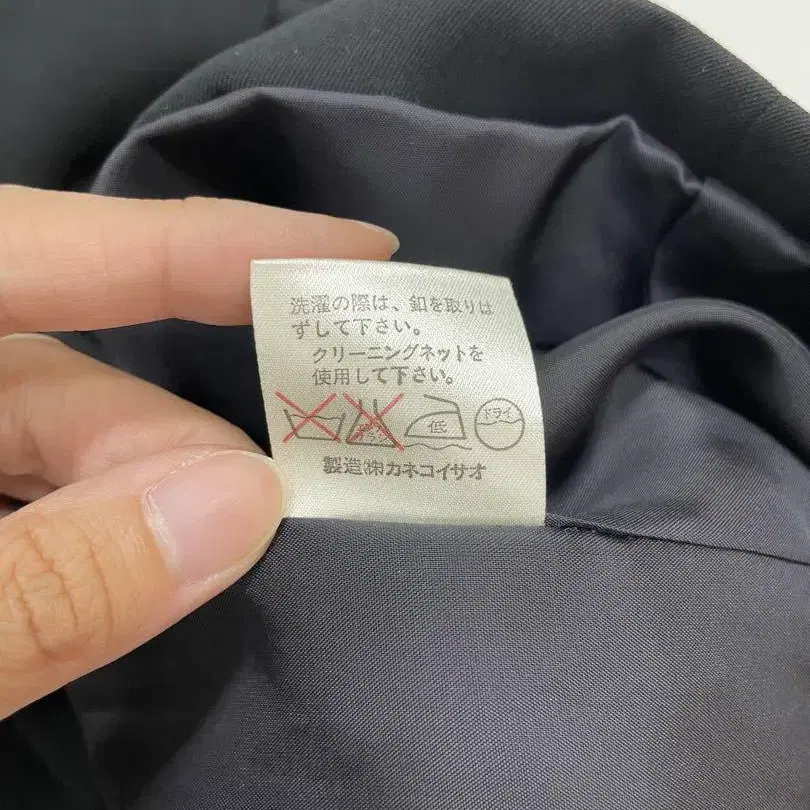 洗濯の際は、釦を取りは
ずして下さい。
クリーニングネットを
使用して下さい。
低 ドライ
製造㈱カネコイサオ